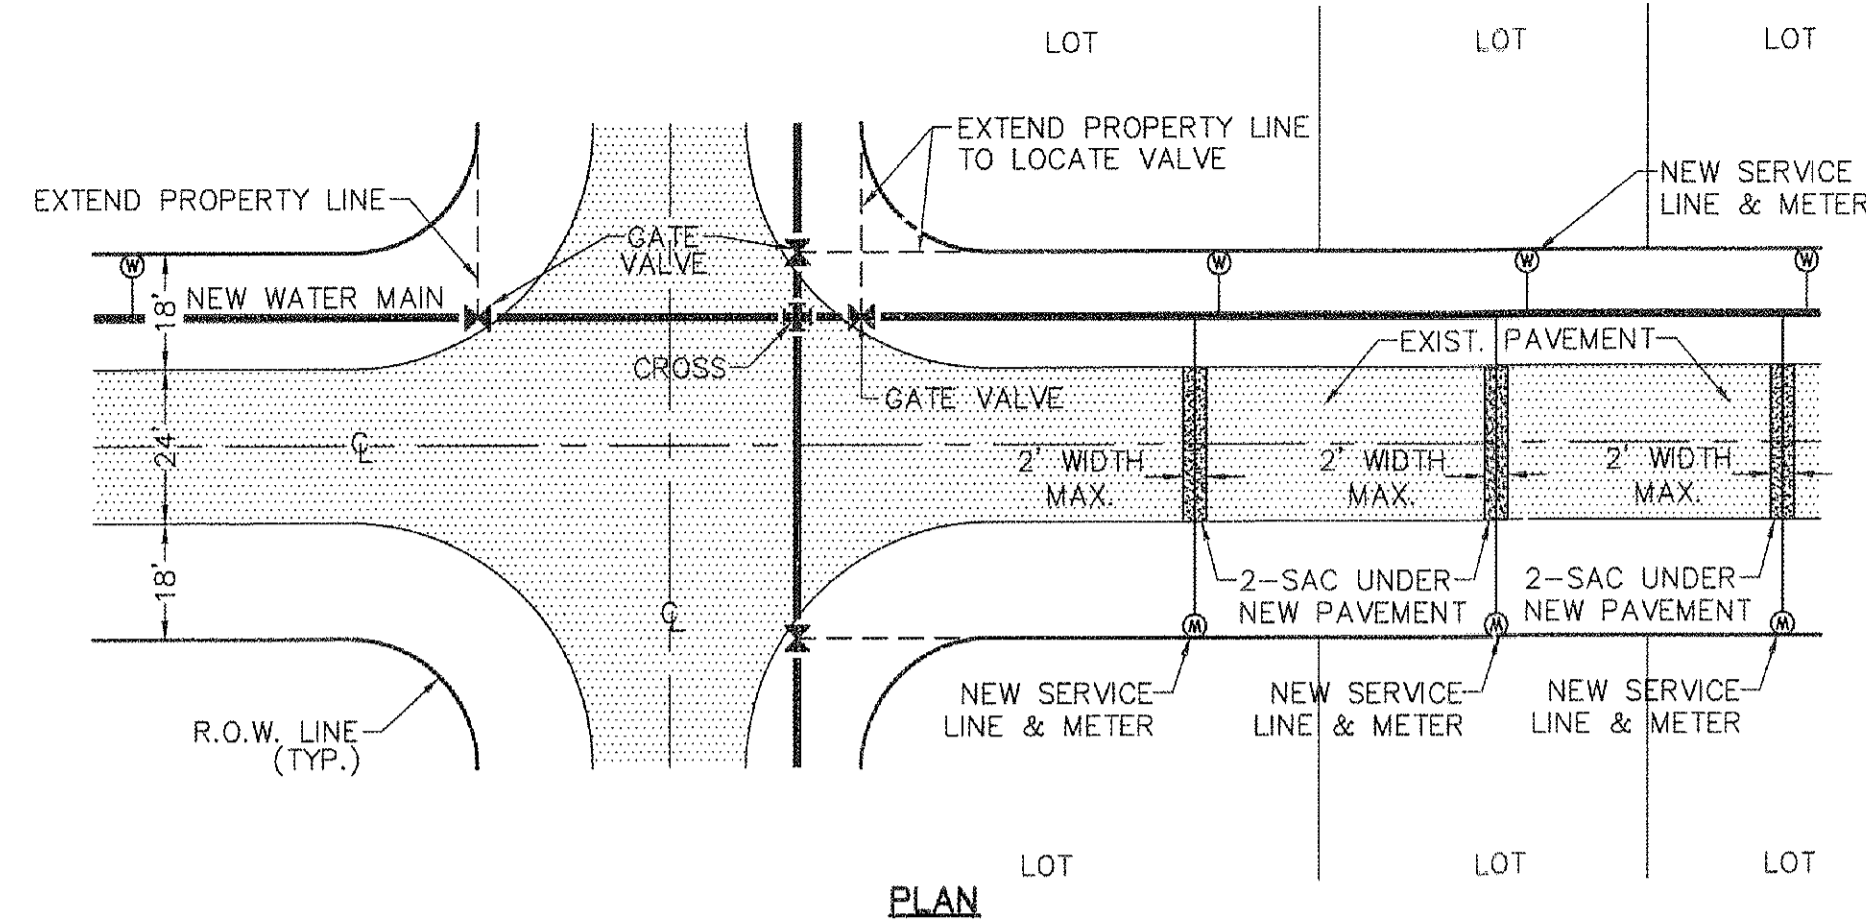 LOT
LOT
LOT
EXTEND PROPERTY LINE
TO LOCATE VALVE
NEW SERVICE
LINE & METER
EXTEND PROPERTY LINE
GATE
VALVE
W
W
W
W
18'
NEW WATER MAIN
CROSS
GATE VALVE
EXIST. PAVEMENT
24'
℄
2' WIDTH
MAX.
2' WIDTH
MAX.
2' WIDTH
MAX.
18'
℄
2-SAC UNDER
NEW PAVEMENT
2-SAC UNDER
NEW PAVEMENT
W
W
W
R.O.W. LINE
(TYP.)
NEW SERVICE
LINE & METER
NEW SERVICE
LINE & METER
NEW SERVICE
LINE & METER
LOT
LOT
LOT
PLAN